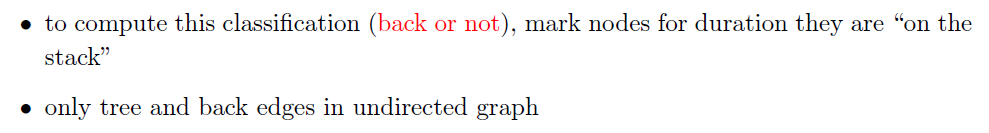 • to compute this classification (back or not), mark nodes for duration they are “on the
stack”
• only tree and back edges in undirected graph